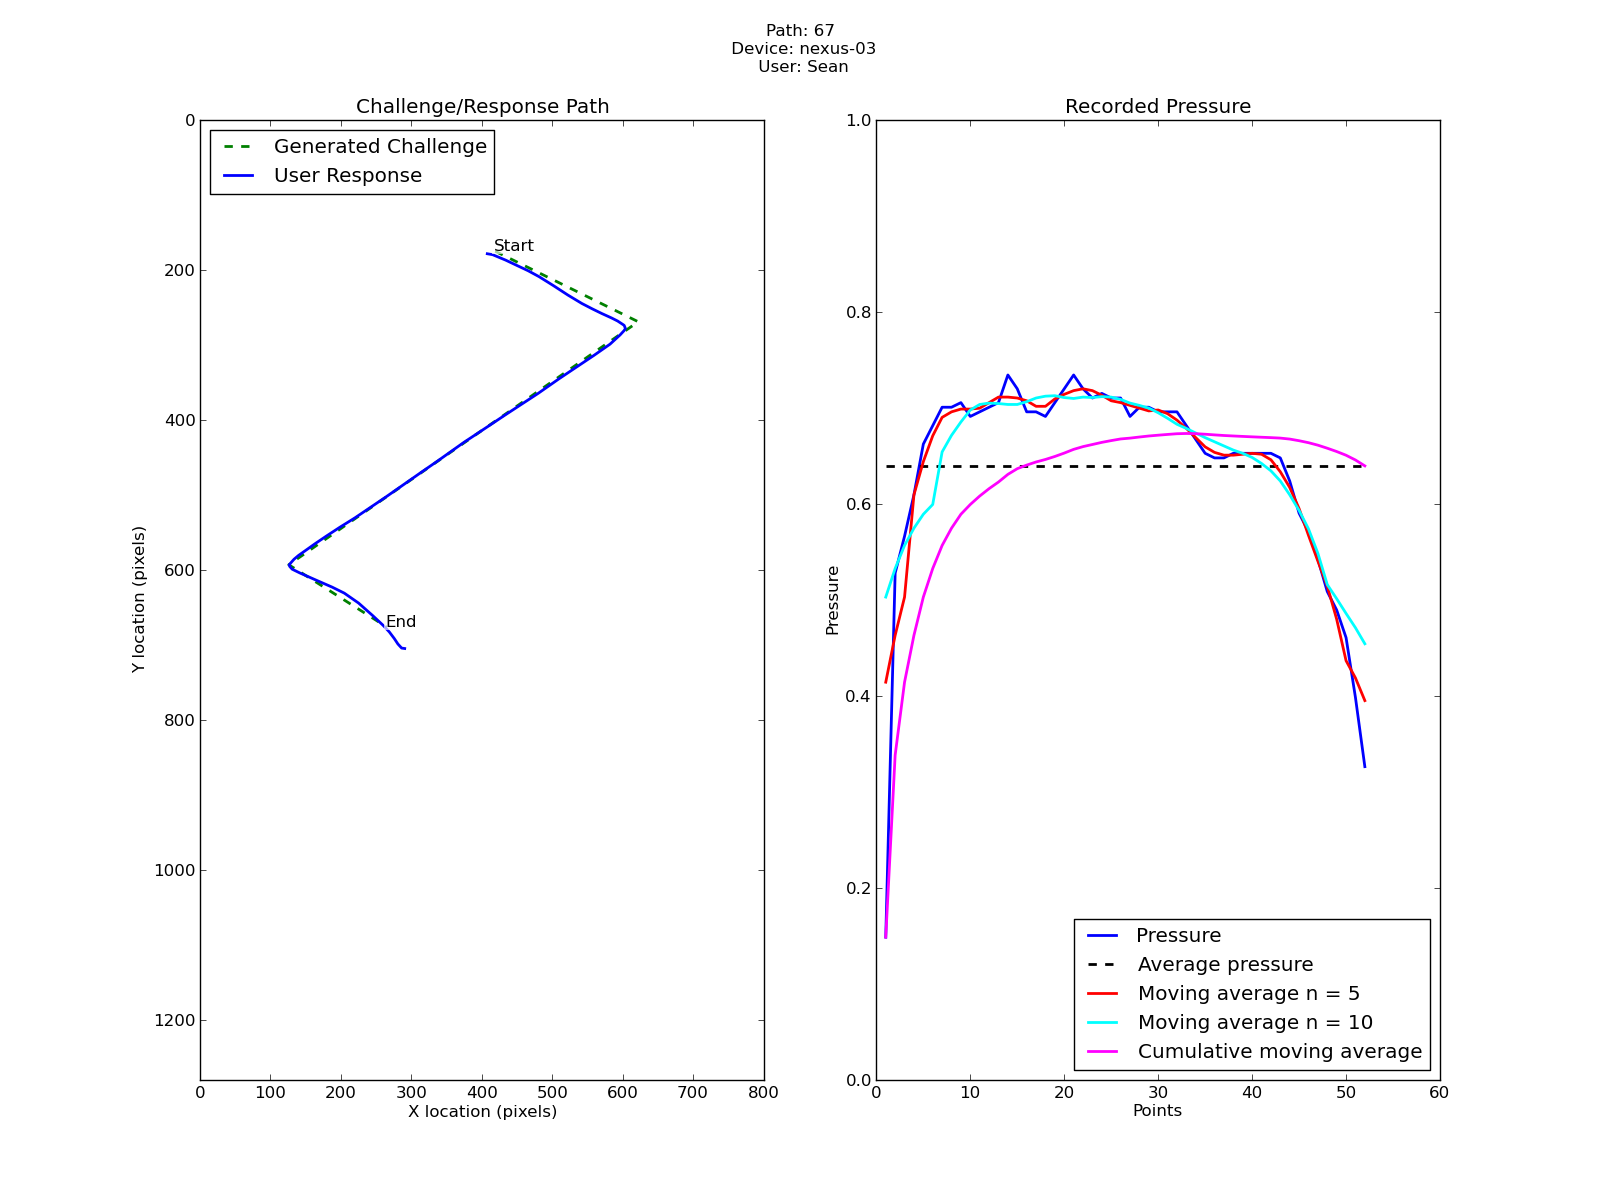 Path: 67
Device: nexus-03
User: Sean
Challenge/Response Path
Generated Challenge
User Response
Start
End
0
200
400
600
800
1000
1200
Y location (pixels)
0 100 200 300 400 500 600 700 800
X location (pixels)
Recorded Pressure
1.0
0.8
0.6
0.4
0.2
0.0
Pressure
Pressure
Average pressure
Moving average n = 5
Moving average n = 10
Cumulative moving average
0 10 20 30 40 50 60
Points